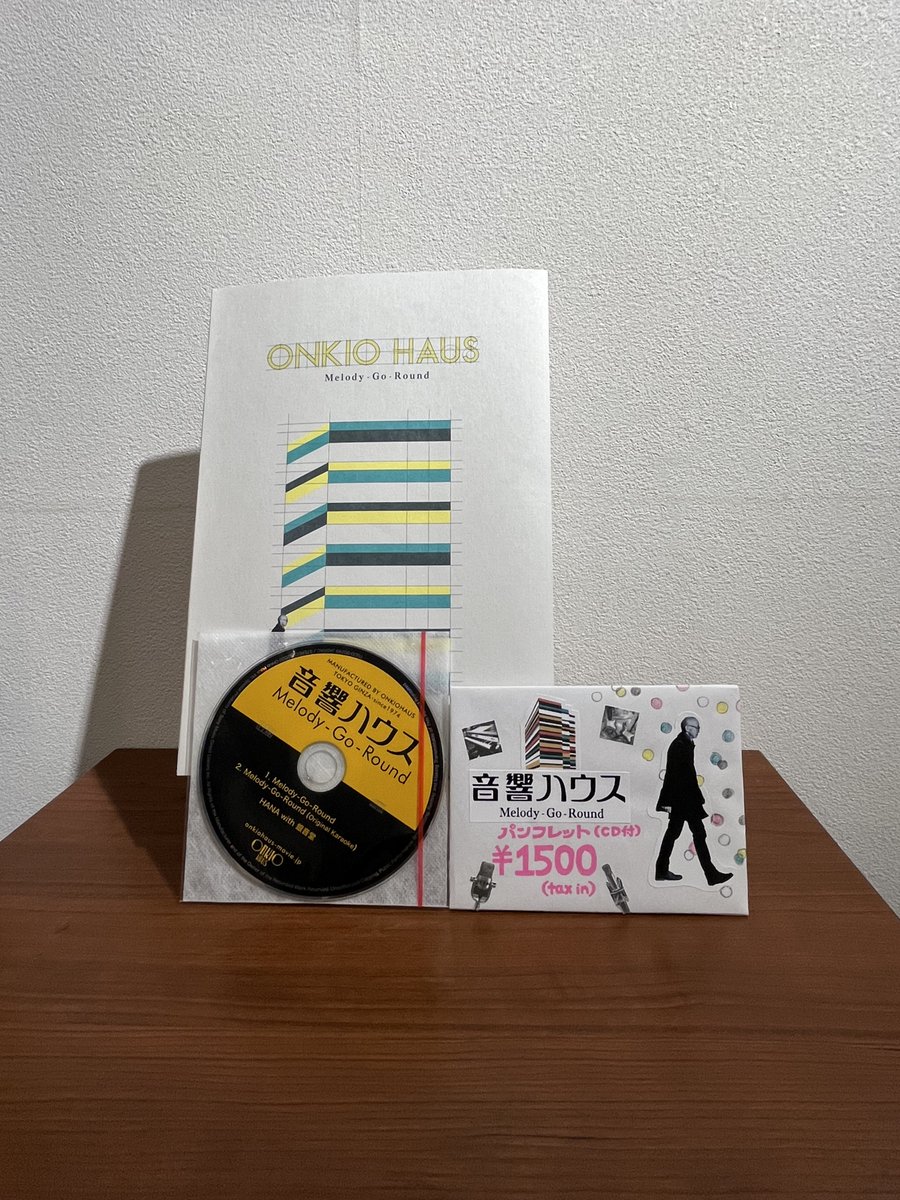 ONKIO HAUS
Melody-Go-Round
MANUFACTURED BY ONKIOHAUS
TOKYO GINZA·since1974
音響ハウス
Melody-Go-Round
1. Melody-Go-Round
2. Melody-Go-Round (Original Karaoke)
HANA with 銀音堂
onkiohaus-movie.jp
音響ハウス
Melody-Go-Round
パンフレット(CD付)
¥1500
(tax in)